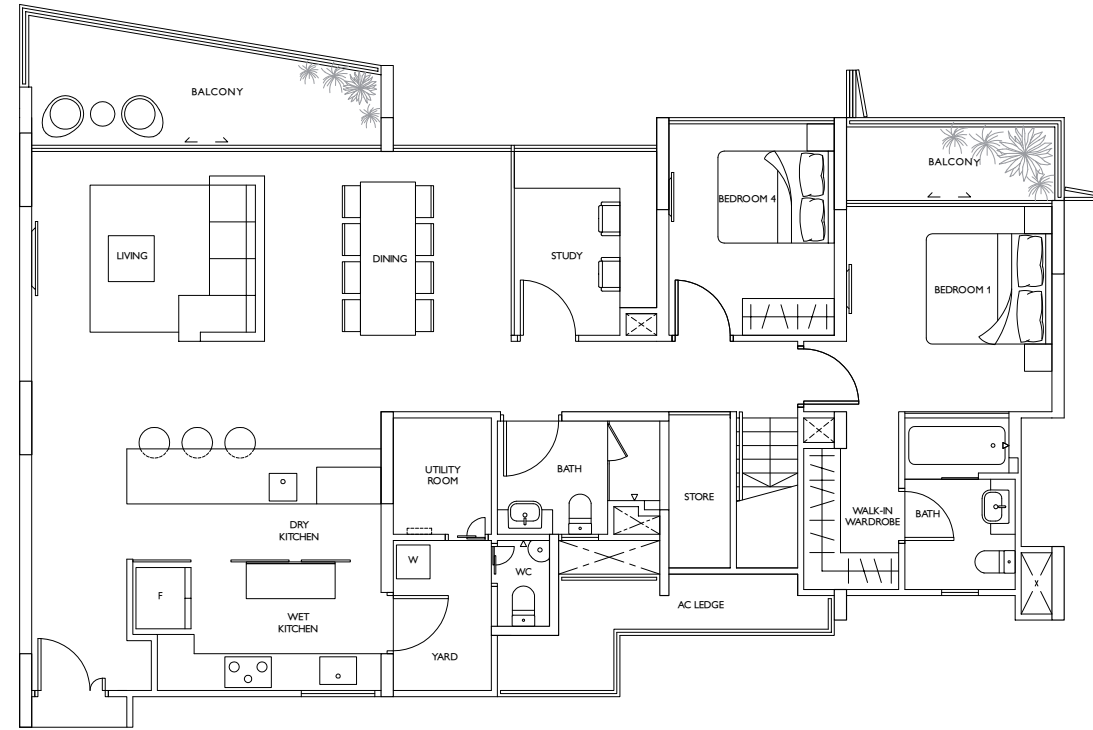 BALCONY
BALCONY
BEDROOM 4
LIVING
DINING
STUDY
BEDROOM 1
UTILITY
ROOM
BATH
STORE
WALK-IN
WARDROBE
BATH
DRY
KITCHEN
W
WC
F
WET
KITCHEN
AC LEDGE
YARD